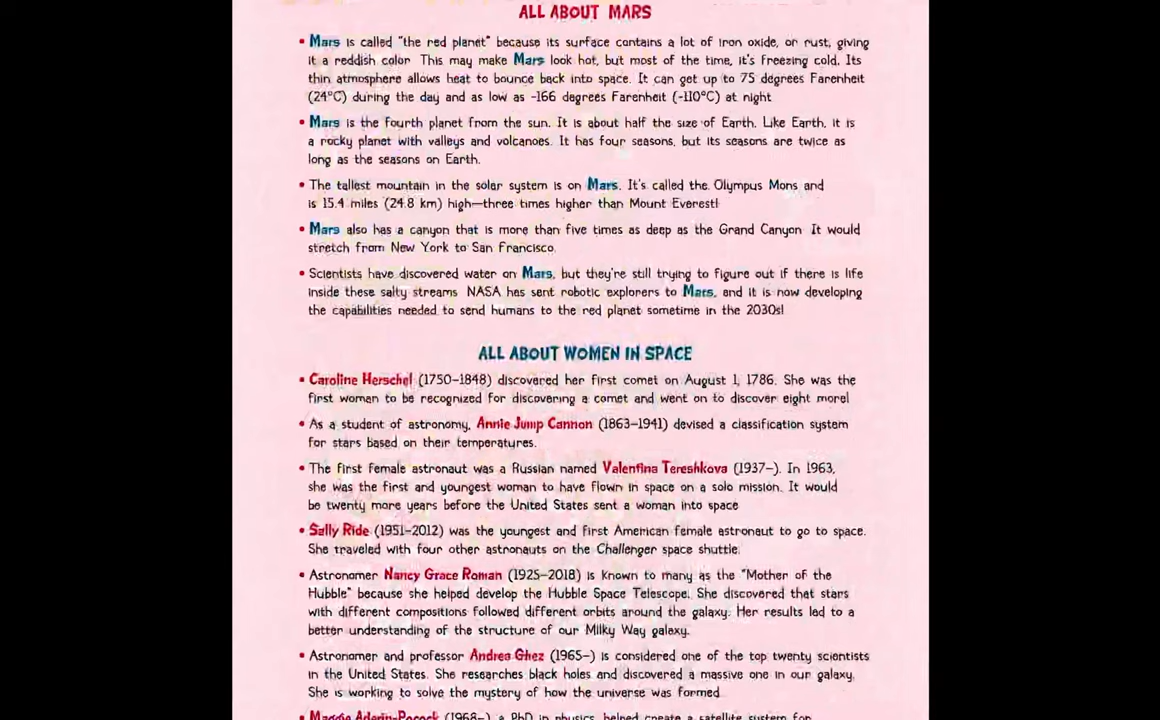 ALL ABOUT MARS
• Mars is called "the red planet" because its surface contains a lot of iron oxide, or rust, giving
it a reddish color. This may make Mars look hot, but most of the time, it's freezing cold. Its
thin atmosphere allows heat to bounce back into space. It can get up to 75 degrees Farenheit
(24°C) during the day and as low as -166 degrees Farenheit (-110°C) at night
• Mars is the fourth planet from the sun. It is about half the size of Earth. Like Earth, it is
a rocky planet with valleys and volcanoes. It has four seasons, but its seasons are twice as
long as the seasons on Earth.
• The tallest mountain in the solar system is on Mars. It's called the Olympus Mons and
is 15.4 miles (24.8 km) high—three times higher than Mount Everest!
• Mars also has a canyon that is more than five times as deep as the Grand Canyon. It would
stretch from New York to San Francisco.
• Scientists have discovered water on Mars, but they're still trying to figure out if there is life
inside these salty streams. NASA has sent robotic explorers to Mars, and it is now developing
the capabilities needed to send humans to the red planet sometime in the 2030s!
ALL ABOUT WOMEN IN SPACE
• Caroline Herschel (1750–1848) discovered her first comet on August 1, 1786. She was the
first woman to be recognized for discovering a comet and went on to discover eight more!
• As a student of astronomy, Annie Jump Cannon (1863–1941) devised a classification system
for stars based on their temperatures.
• The first female astronaut was a Russian named Valentina Tereshkova (1937–). In 1963,
she was the first and youngest woman to have flown in space on a solo mission. It would
be twenty more years before the United States sent a woman into space
• Sally Ride (1951–2012) was the youngest and first American female astronaut to go to space.
She traveled with four other astronauts on the Challenger space shuttle.
• Astronomer Nancy Grace Roman (1925–2018) is known to many as the "Mother of the
Hubble" because she helped develop the Hubble Space Telescope. She discovered that stars
with different compositions followed different orbits around the galaxy. Her results led to a
better understanding of the structure of our Milky Way galaxy.
• Astronomer and professor Andrea Ghez (1965–) is considered one of the top twenty scientists
in the United States. She researches black holes and discovered a massive one in our galaxy.
She is working to solve the mystery of how the universe was formed
• Maggie Aderin-Pocock (1968–) a PhD in physics, helped create a satellite system for